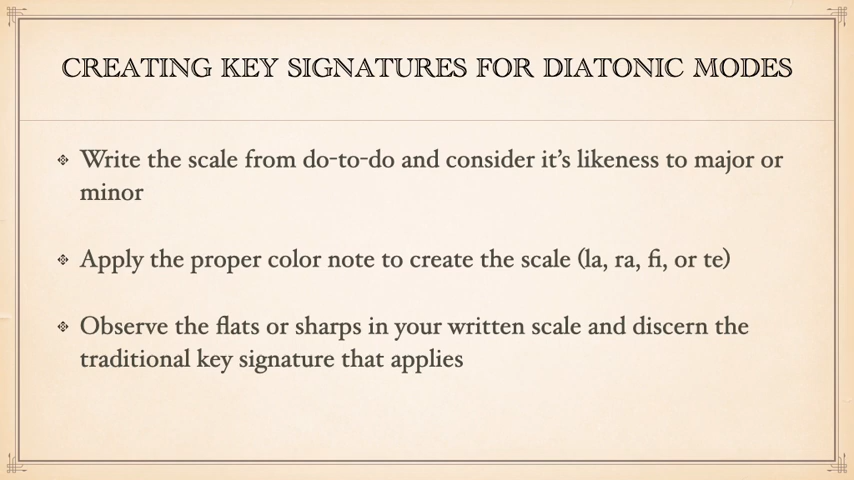 CREATING KEY SIGNATURES FOR DIATONIC MODES
Write the scale from do-to-do and consider it’s likeness to major or
minor
Apply the proper color note to create the scale (la, ra, fi, or te)
Observe the flats or sharps in your written scale and discern the
traditional key signature that applies